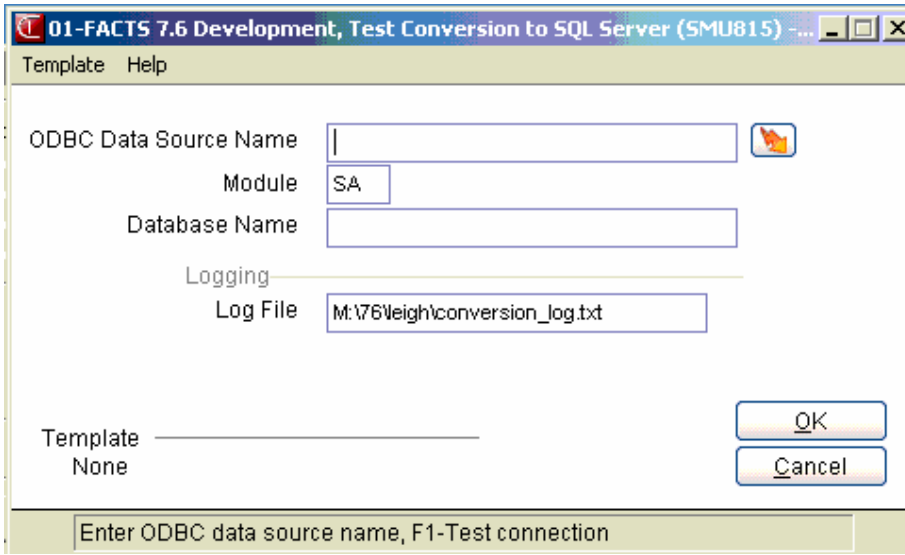 01-FACTS 7.6 Development, Test Conversion to SQL Server (SMU815) -...
Template Help
ODBC Data Source Name
Module SA
Database Name
Logging
Log File M:\76\leigh\conversion_log.txt
OK
Template
None
Cancel
Enter ODBC data source name, F1-Test connection